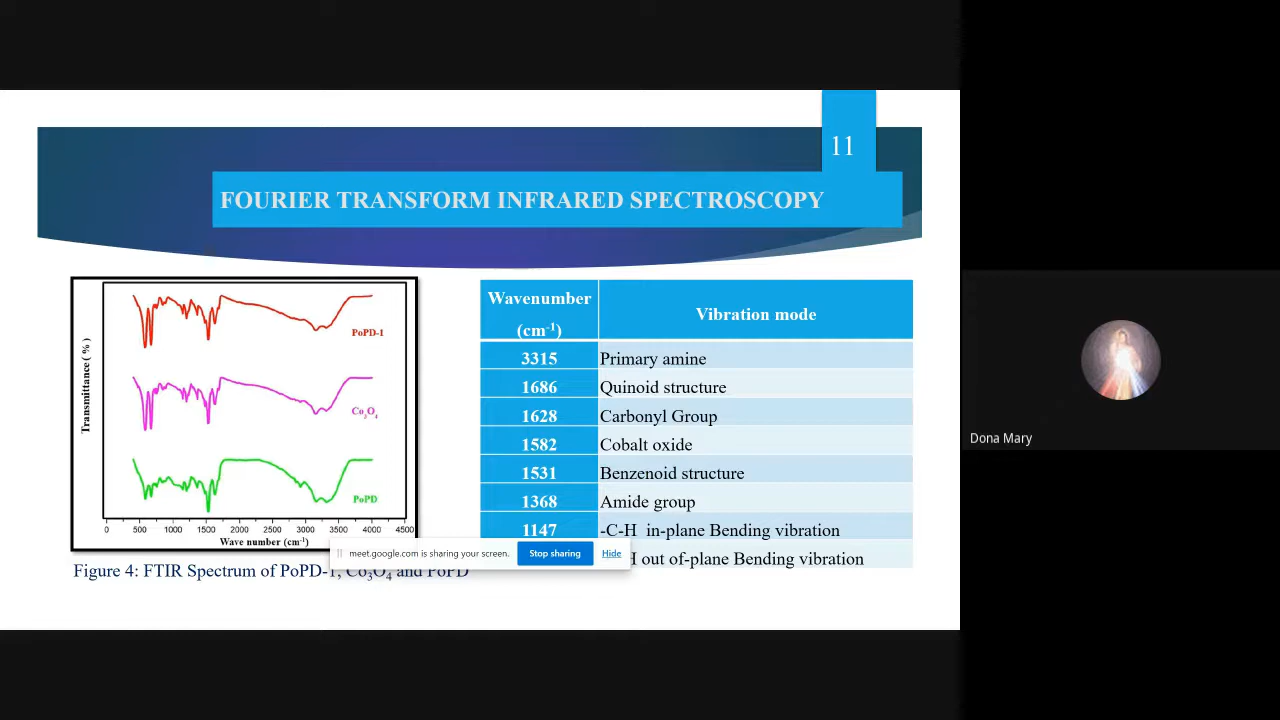 11
FOURIER TRANSFORM INFRARED SPECTROSCOPY
Transmittance ( % )
PoPD-1
Co₃O₄
PoPD
0 500 1000 1500 2000 2500 3000 3500 4000 4500
Wave number (cm⁻¹)
Figure 4: FTIR Spectrum of PoPD-1, Co₃O₄ and PoPD
Wavenumber (cm⁻¹) Vibration mode
3315 Primary amine
1686 Quinoid structure
1628 Carbonyl Group
1582 Cobalt oxide
1531 Benzenoid structure
1368 Amide group
1147 -C-H in-plane Bending vibration
H out of-plane Bending vibration
meet.google.com is sharing your screen. Stop sharing Hide
Dona Mary